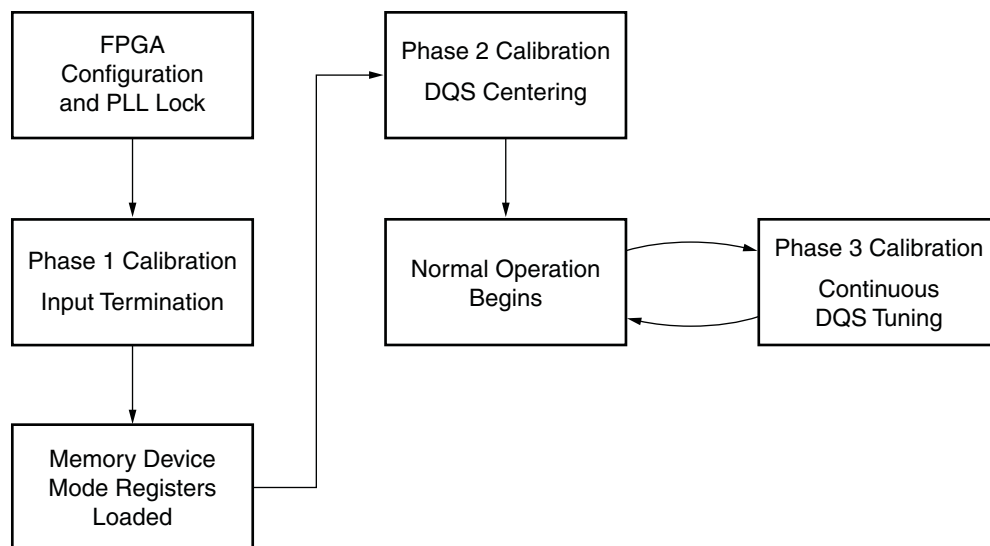 FPGA
Configuration
and PLL Lock
Phase 1 Calibration
Input Termination
Memory Device
Mode Registers
Loaded
Phase 2 Calibration
DQS Centering
Normal Operation
Begins
Phase 3 Calibration
Continuous
DQS Tuning